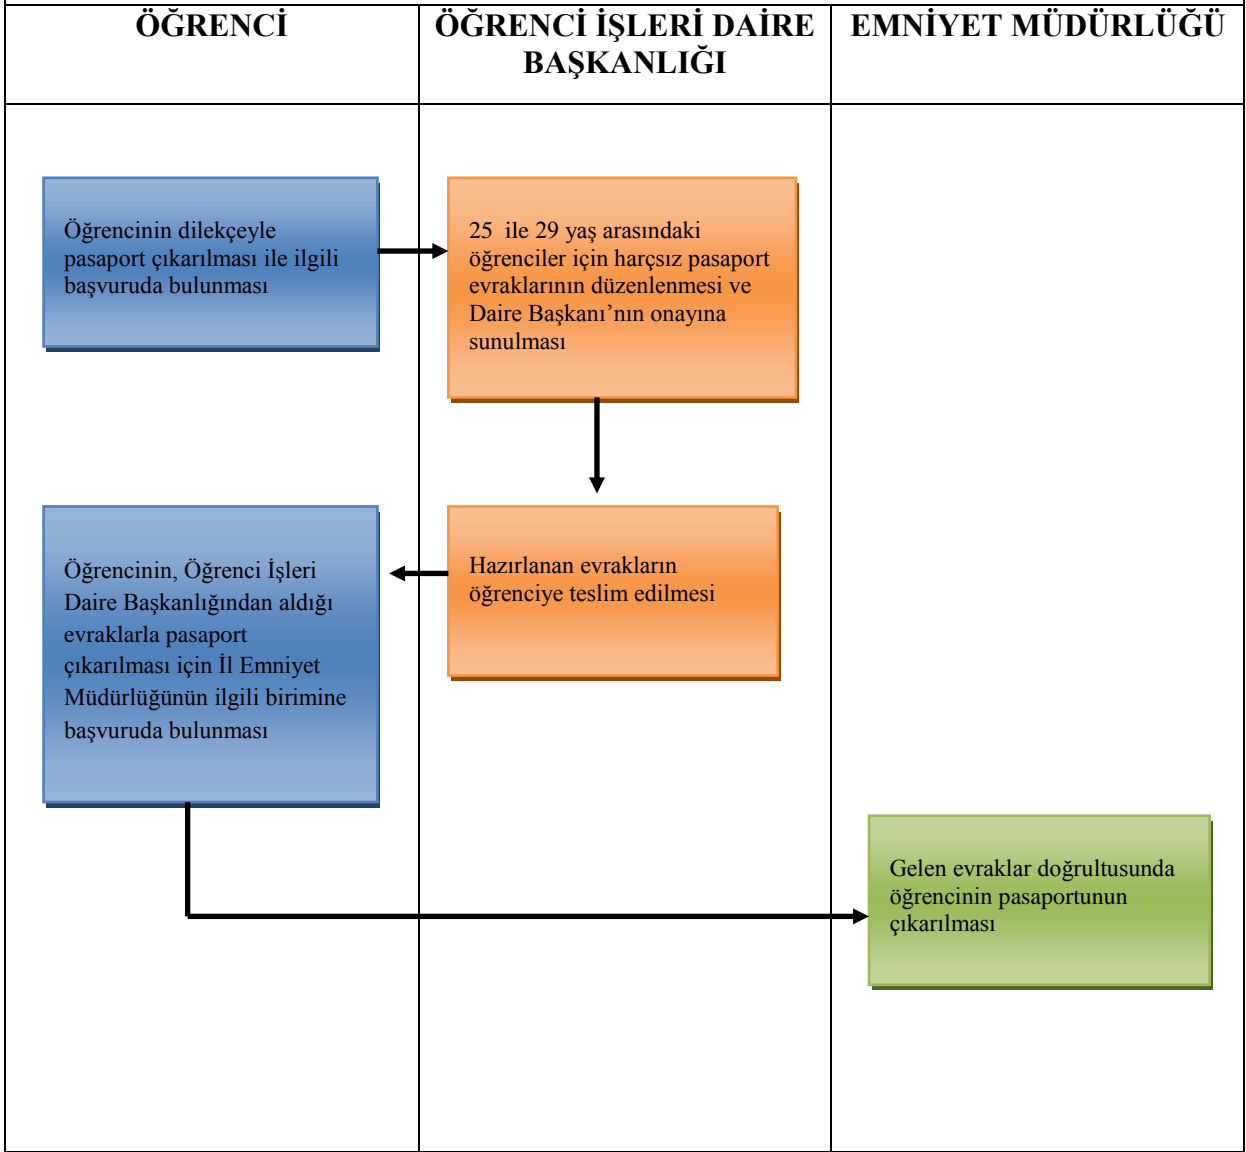 ÖĞRENCİ
ÖĞRENCİ İŞLERİ DAİRE
BAŞKANLIĞI
EMNİYET MÜDÜRLÜĞÜ
Öğrencinin dilekçeyle
pasaport çıkarılması ile ilgili
başvuruda bulunması
25 ile 29 yaş arasındaki
öğrenciler için harçsız pasaport
evraklarının düzenlenmesi ve
Daire Başkanı’nın onayına
sunulması
Hazırlanan evrakların
öğrenciye teslim edilmesi
Öğrencinin, Öğrenci İşleri
Daire Başkanlığından aldığı
evraklarla pasaport
çıkarılması için İl Emniyet
Müdürlüğünün ilgili birimine
başvuruda bulunması
Gelen evraklar doğrultusunda
öğrencinin pasaportunun
çıkarılması